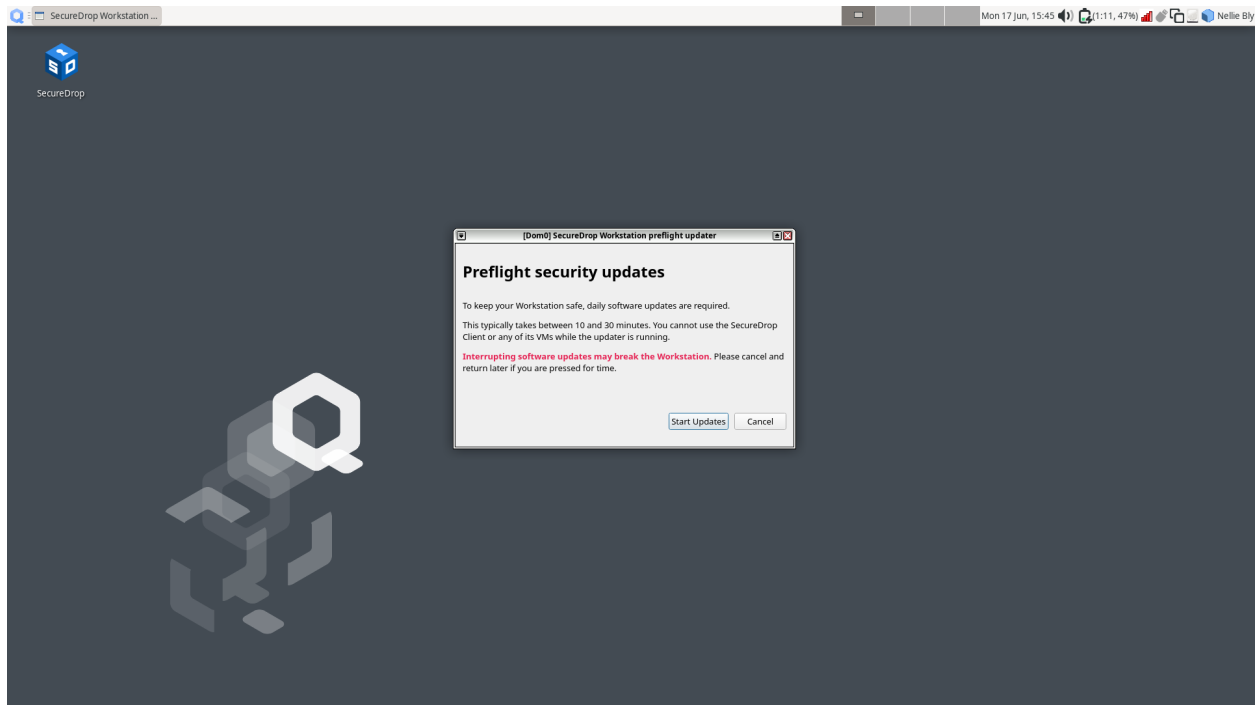 SecureDrop Workstation ...
Mon 17 Jun, 15:45 (1:11, 47%) Nellie Bly
SecureDrop
[Dom0] SecureDrop Workstation preflight updater
Preflight security updates
To keep your Workstation safe, daily software updates are required.
This typically takes between 10 and 30 minutes. You cannot use the SecureDrop
Client or any of its VMs while the updater is running.
Interrupting software updates may break the Workstation. Please cancel and
return later if you are pressed for time.
Start Updates Cancel